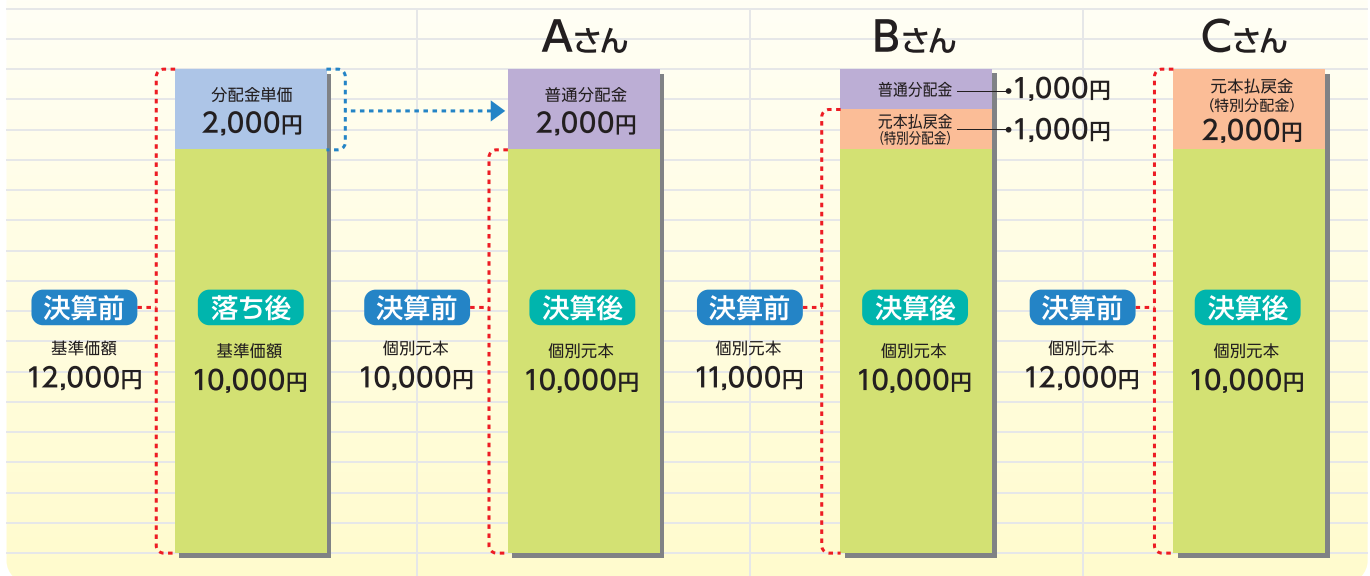 分配金単価
2,000円
決算前
基準価額
12,000円
落ち後
基準価額
10,000円
Aさん
普通分配金
2,000円
決算前
個別元本
10,000円
決算後
個別元本
10,000円
Bさん
普通分配金
1,000円
元本払戻金
(特別分配金)
1,000円
決算前
個別元本
11,000円
決算後
個別元本
10,000円
Cさん
元本払戻金
(特別分配金)
2,000円
決算前
個別元本
12,000円
決算後
個別元本
10,000円